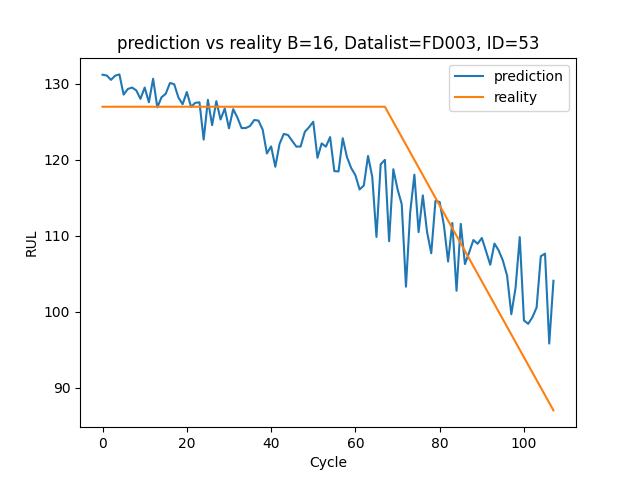 prediction vs reality B=16, Datalist=FD003, ID=53
prediction
reality
RUL
130
120
110
100
90
0 20 40 60 80 100
Cycle